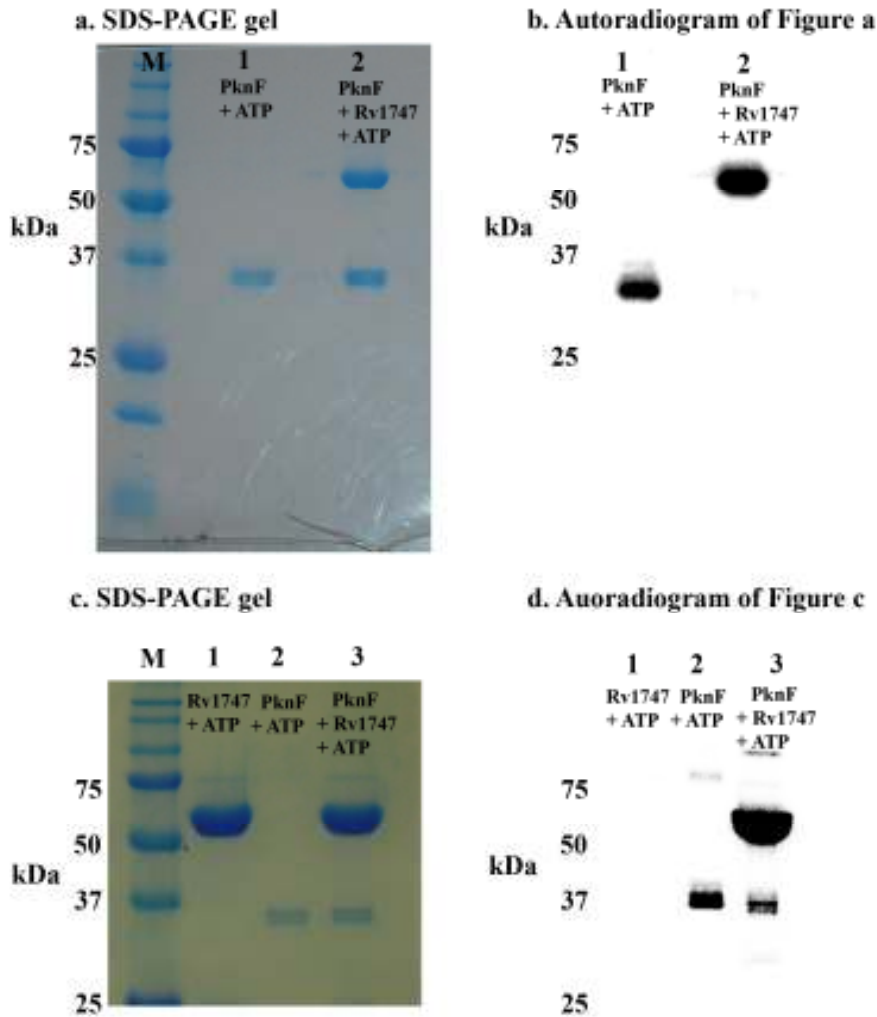 a. SDS-PAGE gel
M 1 2
PknF + ATP
PknF + Rv1747 + ATP
75
50
kDa
37
25
b. Autoradiogram of Figure a
1 2
PknF + ATP
PknF + Rv1747 + ATP
75
50
kDa
37
25
c. SDS-PAGE gel
M 1 2 3
Rv1747 + ATP
PknF + ATP
PknF + Rv1747 + ATP
75
50
kDa
37
25
d. Auoradiogram of Figure c
1 2 3
Rv1747 + ATP
PknF + ATP
PknF + Rv1747 + ATP
75
50
kDa
37
25